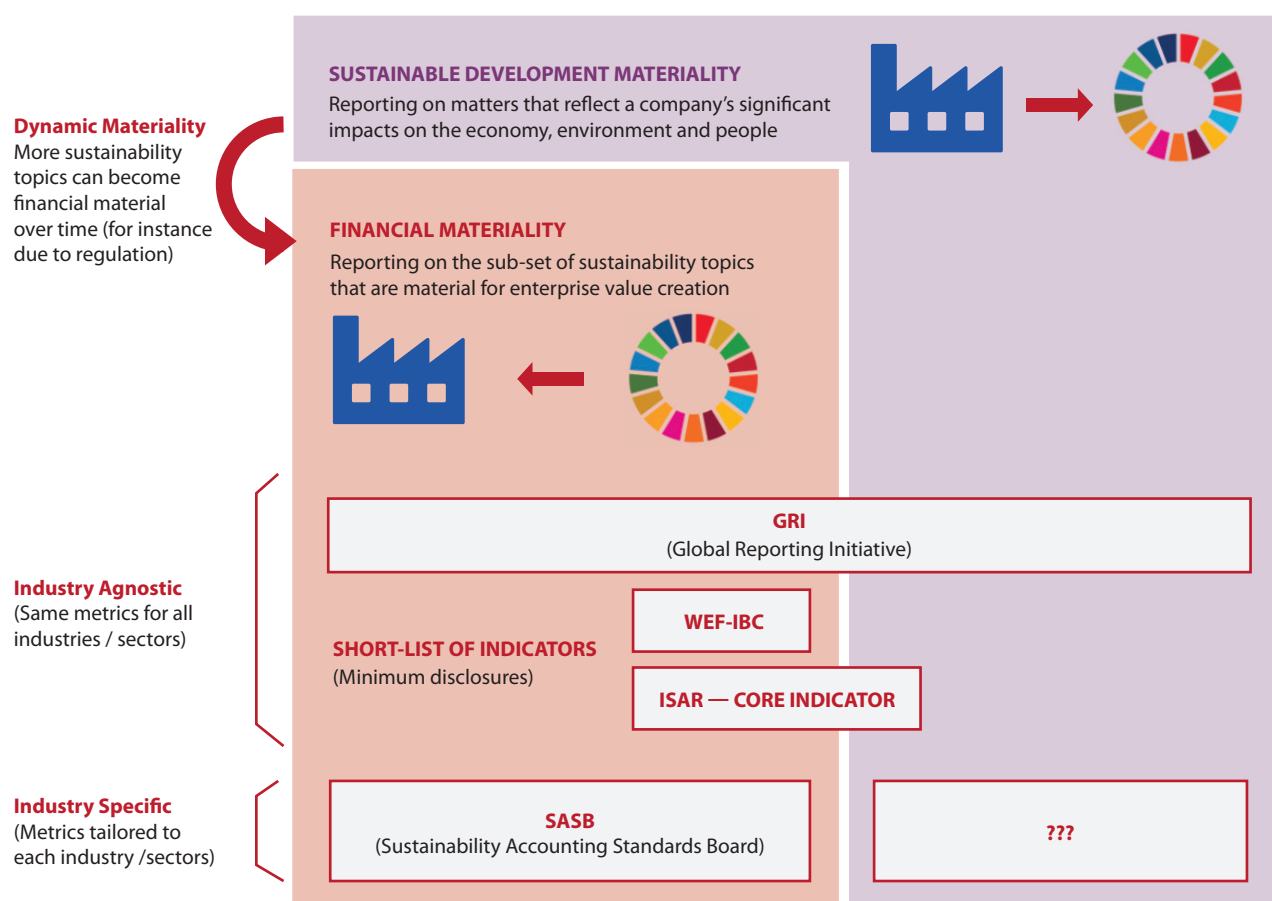 SUSTAINABLE DEVELOPMENT MATERIALITY
Reporting on matters that reflect a company’s significant
impacts on the economy, environment and people
Dynamic Materiality
More sustainability
topics can become
financial material
over time (for instance
due to regulation)
FINANCIAL MATERIALITY
Reporting on the sub-set of sustainability topics
that are material for enterprise value creation
GRI
(Global Reporting Initiative)
Industry Agnostic
(Same metrics for all
industries / sectors)
WEF-IBC
SHORT-LIST OF INDICATORS
(Minimum disclosures)
ISAR — CORE INDICATOR
Industry Specific
(Metrics tailored to
each industry /sectors)
SASB
(Sustainability Accounting Standards Board)
???